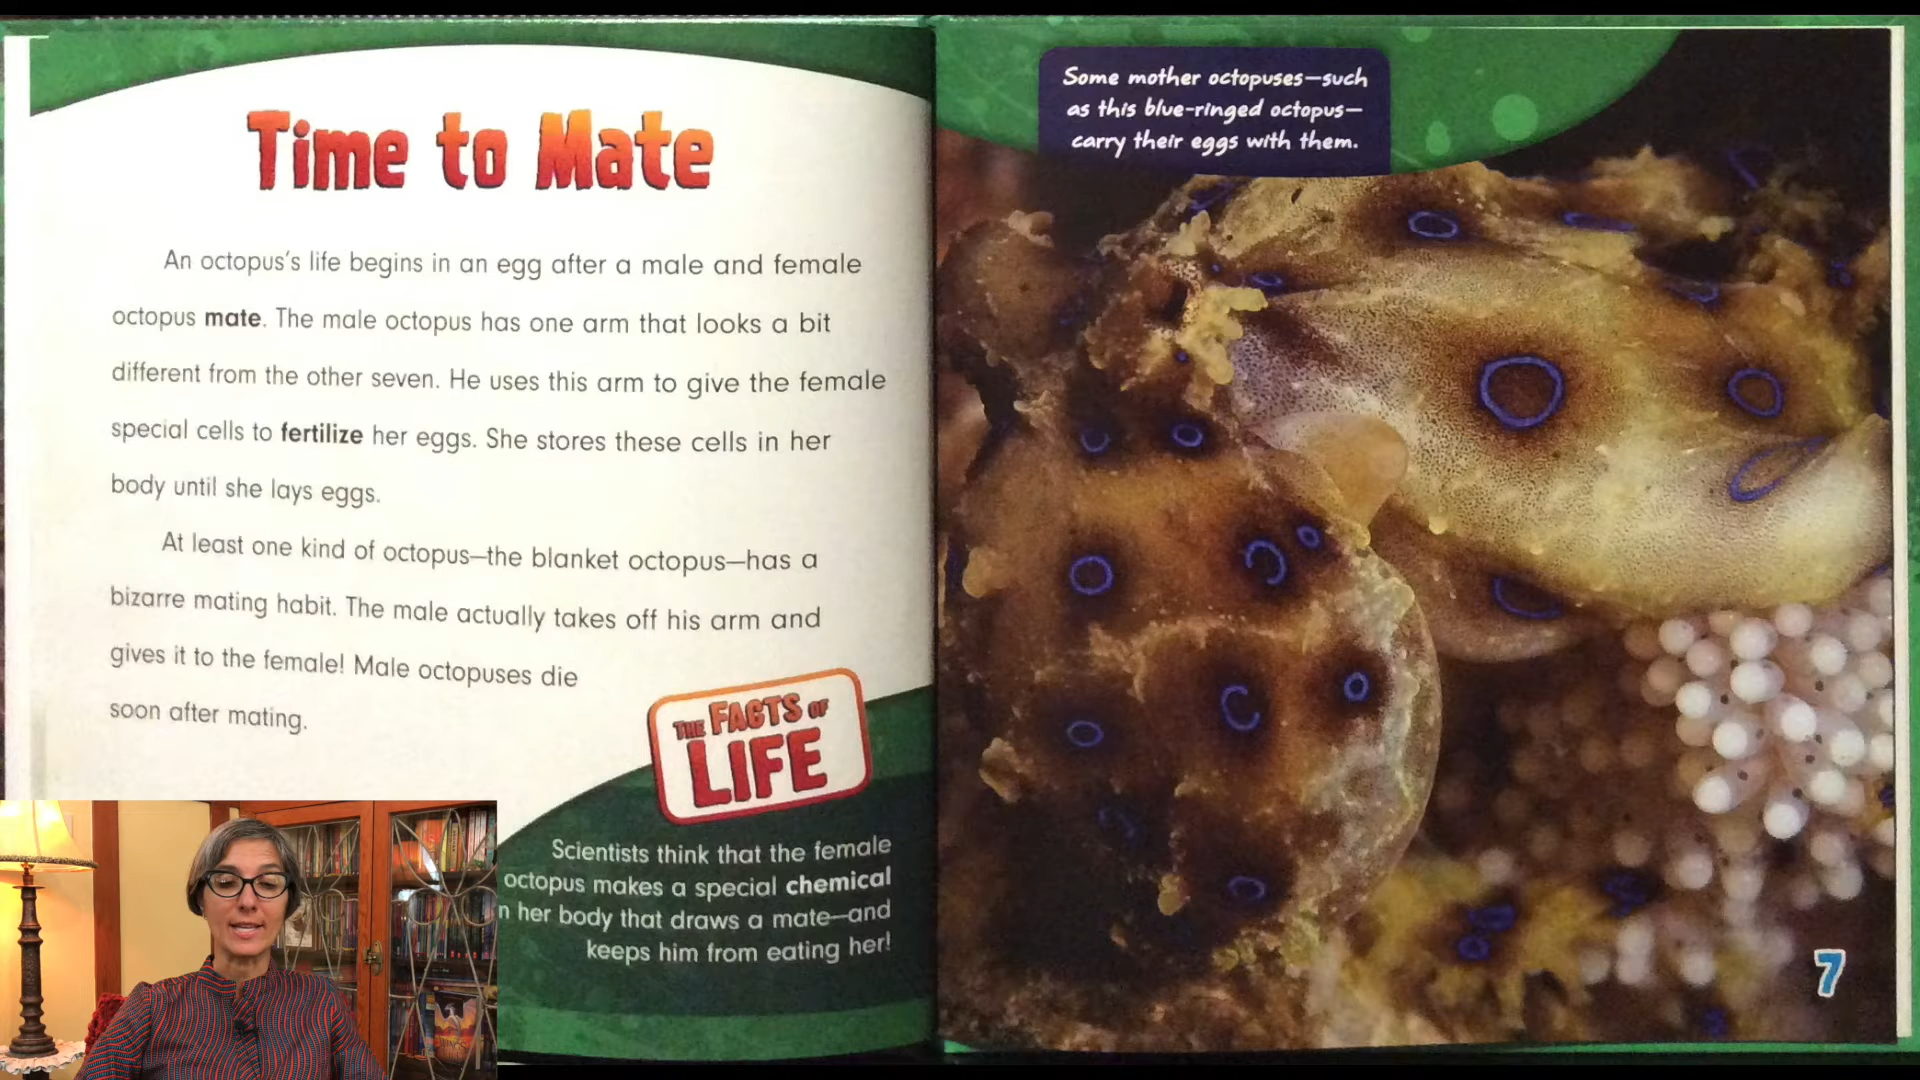 Time to Mate
An octopus's life begins in an egg after a male and female
octopus mate. The male octopus has one arm that looks a bit
different from the other seven. He uses this arm to give the female
special cells to fertilize her eggs. She stores these cells in her
body until she lays eggs.
At least one kind of octopus—the blanket octopus—has a
bizarre mating habit. The male actually takes off his arm and
gives it to the female! Male octopuses die
soon after mating.
THE FACTS OF
LIFE
Scientists think that the female
octopus makes a special chemical
n her body that draws a mate—and
keeps him from eating her!
Some mother octopuses—such
as this blue-ringed octopus—
carry their eggs with them.
7